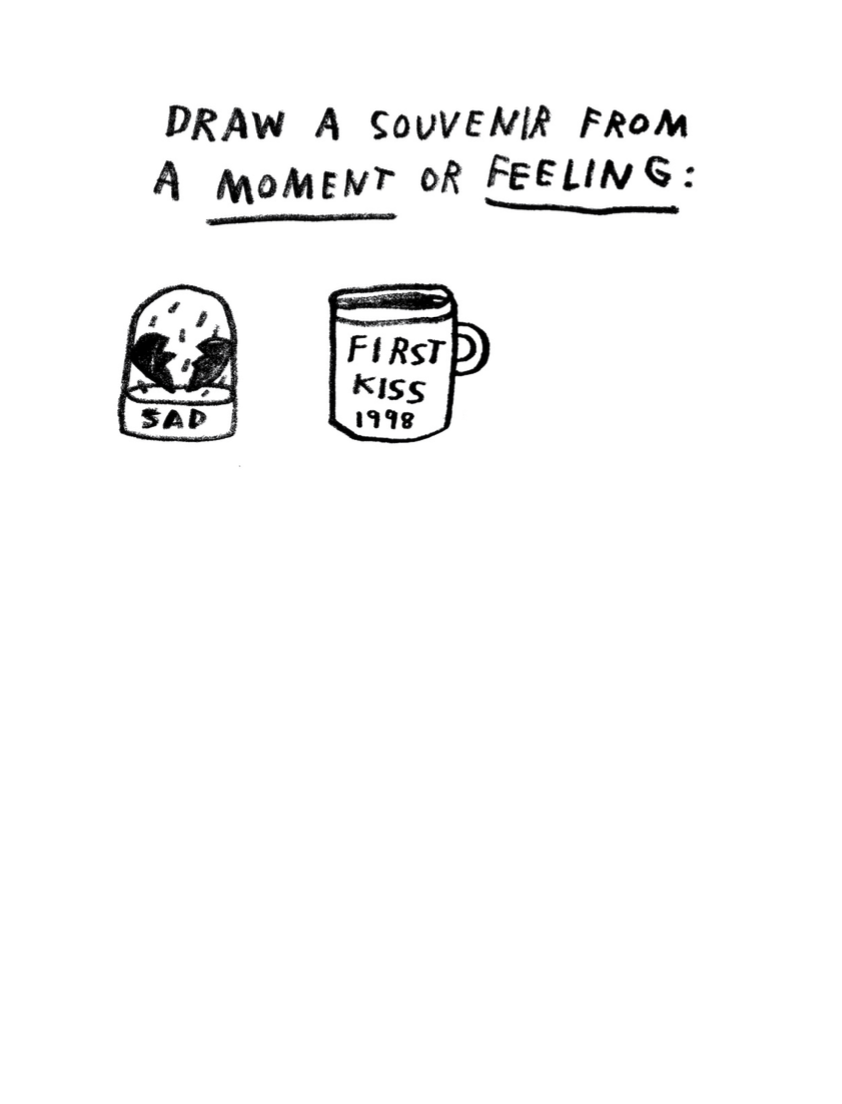 DRAW A SOUVENIR FROM
A MOMENT OR FEELING:
SAD
FIRST
KISS
1998